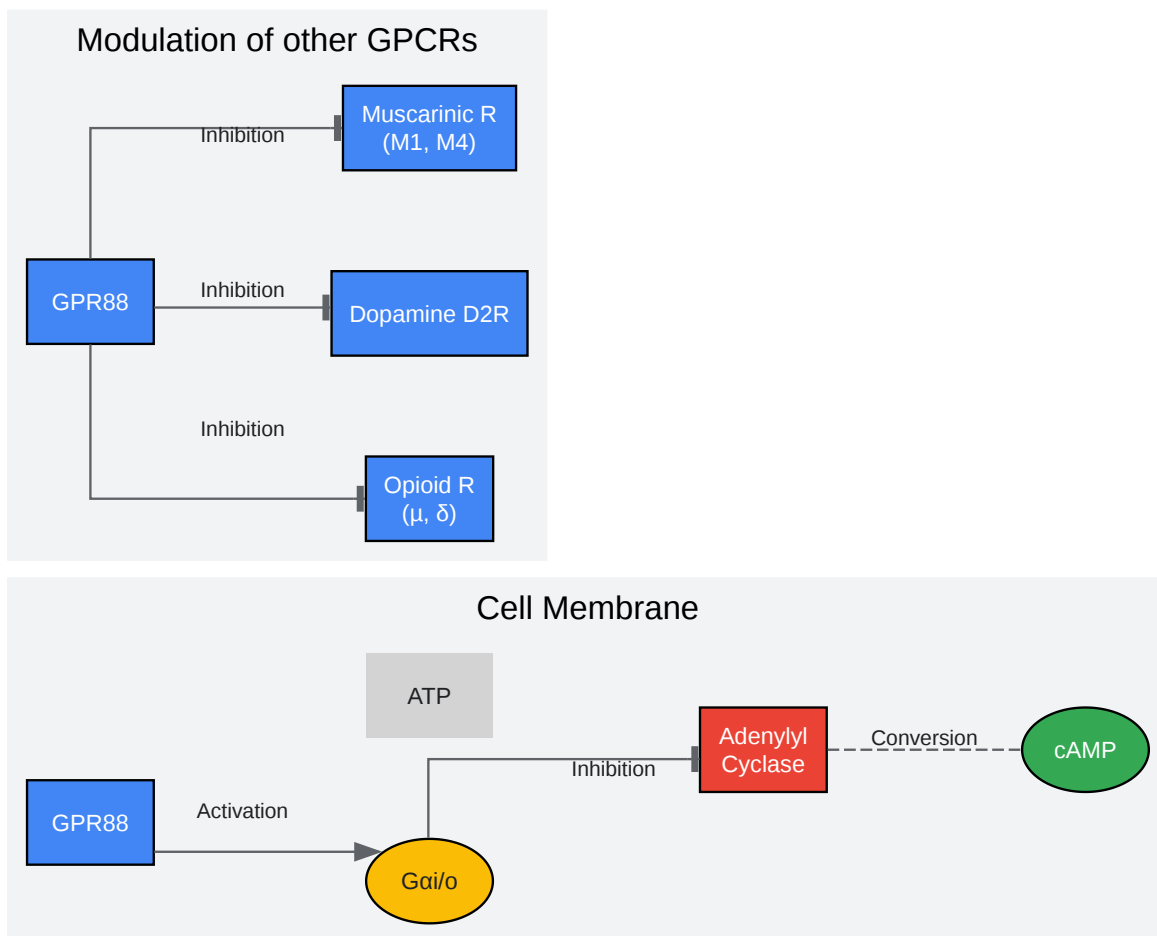 Modulation of other GPCRs
Muscarinic R
(M1, M4)
Inhibition
GPR88
Inhibition
Dopamine D2R
Inhibition
Opioid R
(μ, δ)
Cell Membrane
ATP
Adenylyl
Cyclase
Conversion
cAMP
Inhibition
GPR88
Activation
Gαi/o